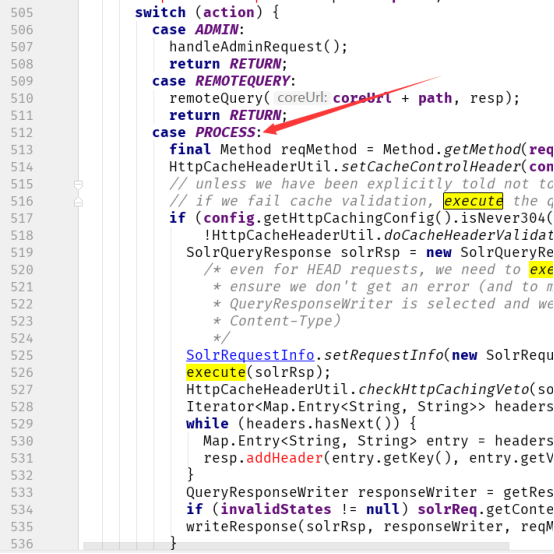 505 switch (action) {
506 case ADMIN:
507 handleAdminRequest();
508 return RETURN;
509 case REMOTEQUERY:
510 remoteQuery( coreUrl: coreUrl + path, resp);
511 return RETURN;
512 case PROCESS:
513 final Method reqMethod = Method.getMethod(req
514 HttpCacheHeaderUtil.setCacheControlHeader(con
515 // unless we have been explicitly told not to
516 // if we fail cache validation, execute the q
517 if (config.getHttpCachingConfig().isNever304(
518 !HttpCacheHeaderUtil.doCacheHeaderValidat
519 SolrQueryResponse solrRsp = new SolrQueryRe
520 /* even for HEAD requests, we need to exe
521 * ensure we don't get an error (and to m
522 * QueryResponseWriter is selected and we
523 * Content-Type)
524 */
525 SolrRequestInfo.setRequestInfo(new SolrRequ
526 execute(solrRsp);
527 HttpCacheHeaderUtil.checkHttpCachingVeto(so
528 Iterator<Map.Entry<String, String>> headers
529 while (headers.hasNext()) {
530 Map.Entry<String, String> entry = headers
531 resp.addHeader(entry.getKey(), entry.getV
532 }
533 QueryResponseWriter responseWriter = getRes
534 if (invalidStates != null) solrReq.getConte
535 writeResponse(solrRsp, responseWriter, reqM
536 }